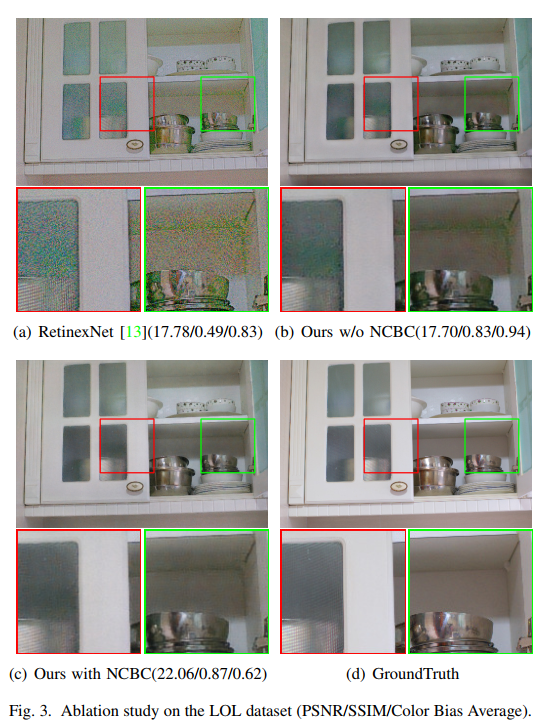 (a) RetinexNet [13](17.78/0.49/0.83) (b) Ours w/o NCBC(17.70/0.83/0.94)
(c) Ours with NCBC(22.06/0.87/0.62) (d) GroundTruth
Fig. 3. Ablation study on the LOL dataset (PSNR/SSIM/Color Bias Average).